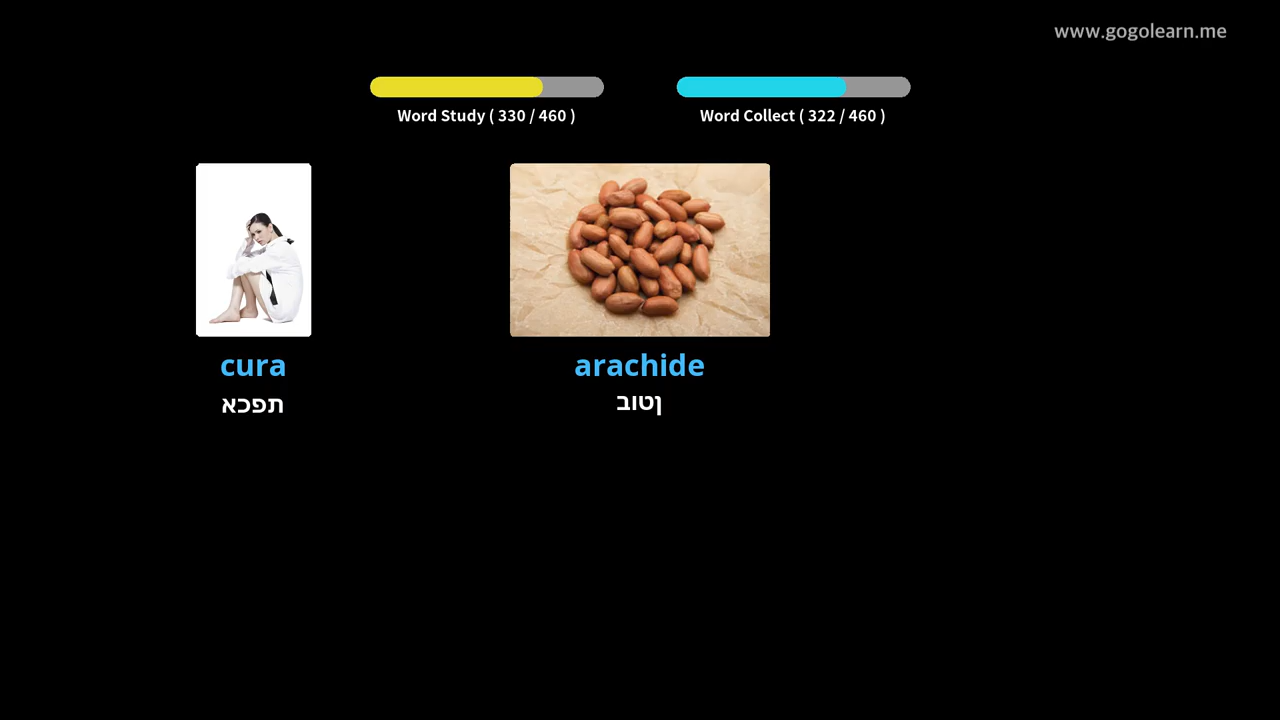 www.gogolearn.me
Word Study ( 330 / 460 )
Word Collect ( 322 / 460 )
cura
תפכא
arachide
ןטוב